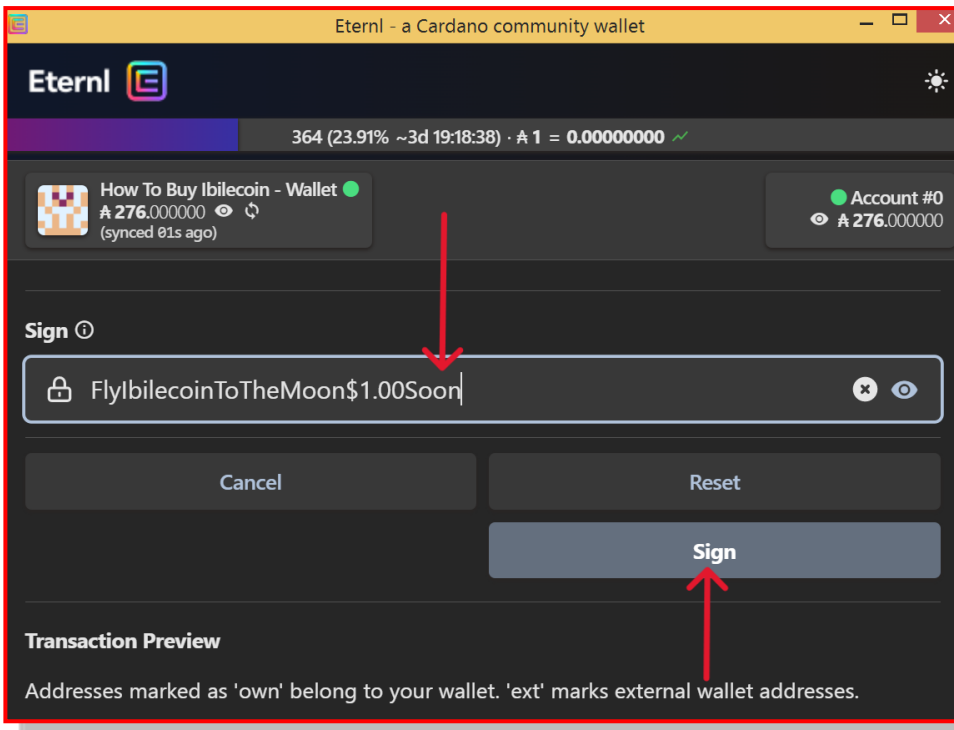 Eternl - a Cardano community wallet
Eternl
364 (23.91% ~3d 19:18:38) · ₳ 1 = 0.00000000
How To Buy Ibilecoin - Wallet
₳ 276.000000
(synced 01s ago)
Account #0
₳ 276.000000
Sign
FlyIbilecoinToTheMoon$1.00Soon
Cancel
Reset
Sign
Transaction Preview
Addresses marked as 'own' belong to your wallet. 'ext' marks external wallet addresses.